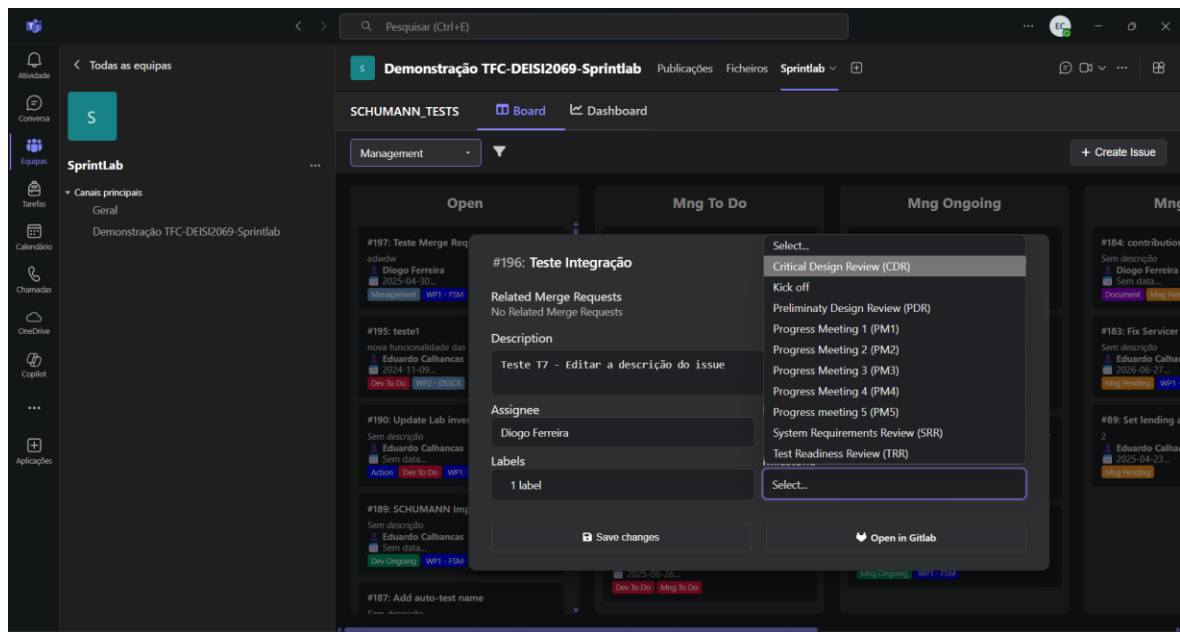 Pesquisar (Ctrl+E)
EC
Atividade
Conversa
Equipas
Tarefas
Calendário
Chamadas
OneDrive
Copilot
Aplicações
Todas as equipas
S
SprintLab
Canais principais
Geral
Demonstração TFC-DEISI2069-Sprintlab
S Demonstração TFC-DEISI2069-Sprintlab Publicações Ficheiros Sprintlab
SCHUMANN_TESTS Board Dashboard
Management
+ Create Issue
Open
#197: Teste Merge Req
adwdw
Diogo Ferreira
2025-04-30...
Management WP1 - FSM
#195: teste1
nova funcionalidade das
Eduardo Calhancas
2024-11-09...
Dev To Do WP2 - OSSCK
#190: Update Lab inve
Sem descrição
Eduardo Calhancas
Sem data...
Action Dev To Do WP1 -
#189: SCHUMANN Imp
Sem descrição
Eduardo Calhancas
Sem data...
Dev Ongoing WP1 - FSM
#187: Add auto-test name
Sem descrição
Mng To Do
2025-06-26...
Dev To Do Mng To Do
Mng Ongoing
Mng Ongoing WP1 - FSM
Mng
#184: contribution
Sem descrição
Diogo Ferreira
Sem data...
Document Mng Pen
#183: Fix Servicer
Sem descrição
Eduardo Calha
2026-06-27...
Mng Pending WP1 -
#89: Set lending a
2
Eduardo Calha
2025-04-23...
Mng Pending
#196: Teste Integração
Related Merge Requests
No Related Merge Requests
Description
Teste T7 - Editar a descrição do issue
Assignee
Diogo Ferreira
Labels
1 label
Milestone
Select...
Select...
Critical Design Review (CDR)
Kick off
Preliminaty Design Review (PDR)
Progress Meeting 1 (PM1)
Progress Meeting 2 (PM2)
Progress Meeting 3 (PM3)
Progress Meeting 4 (PM4)
Progress meeting 5 (PM5)
System Requirements Review (SRR)
Test Readiness Review (TRR)
Save changes
Open in Gitlab